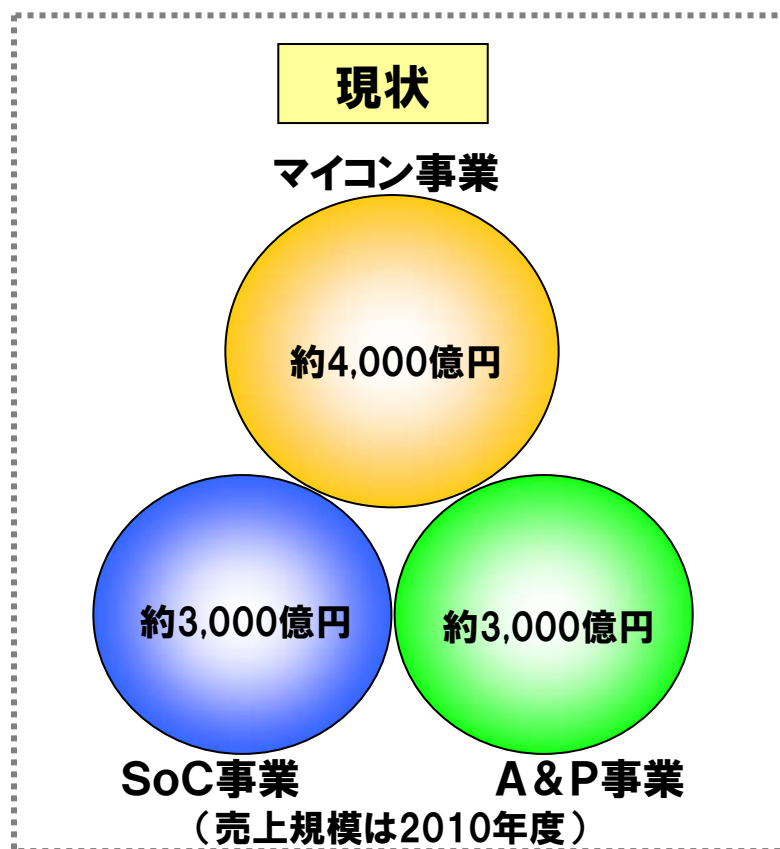 現状
マイコン事業
約4,000億円
約3,000億円
約3,000億円
SoC事業
A&P事業
(売上規模は2010年度)